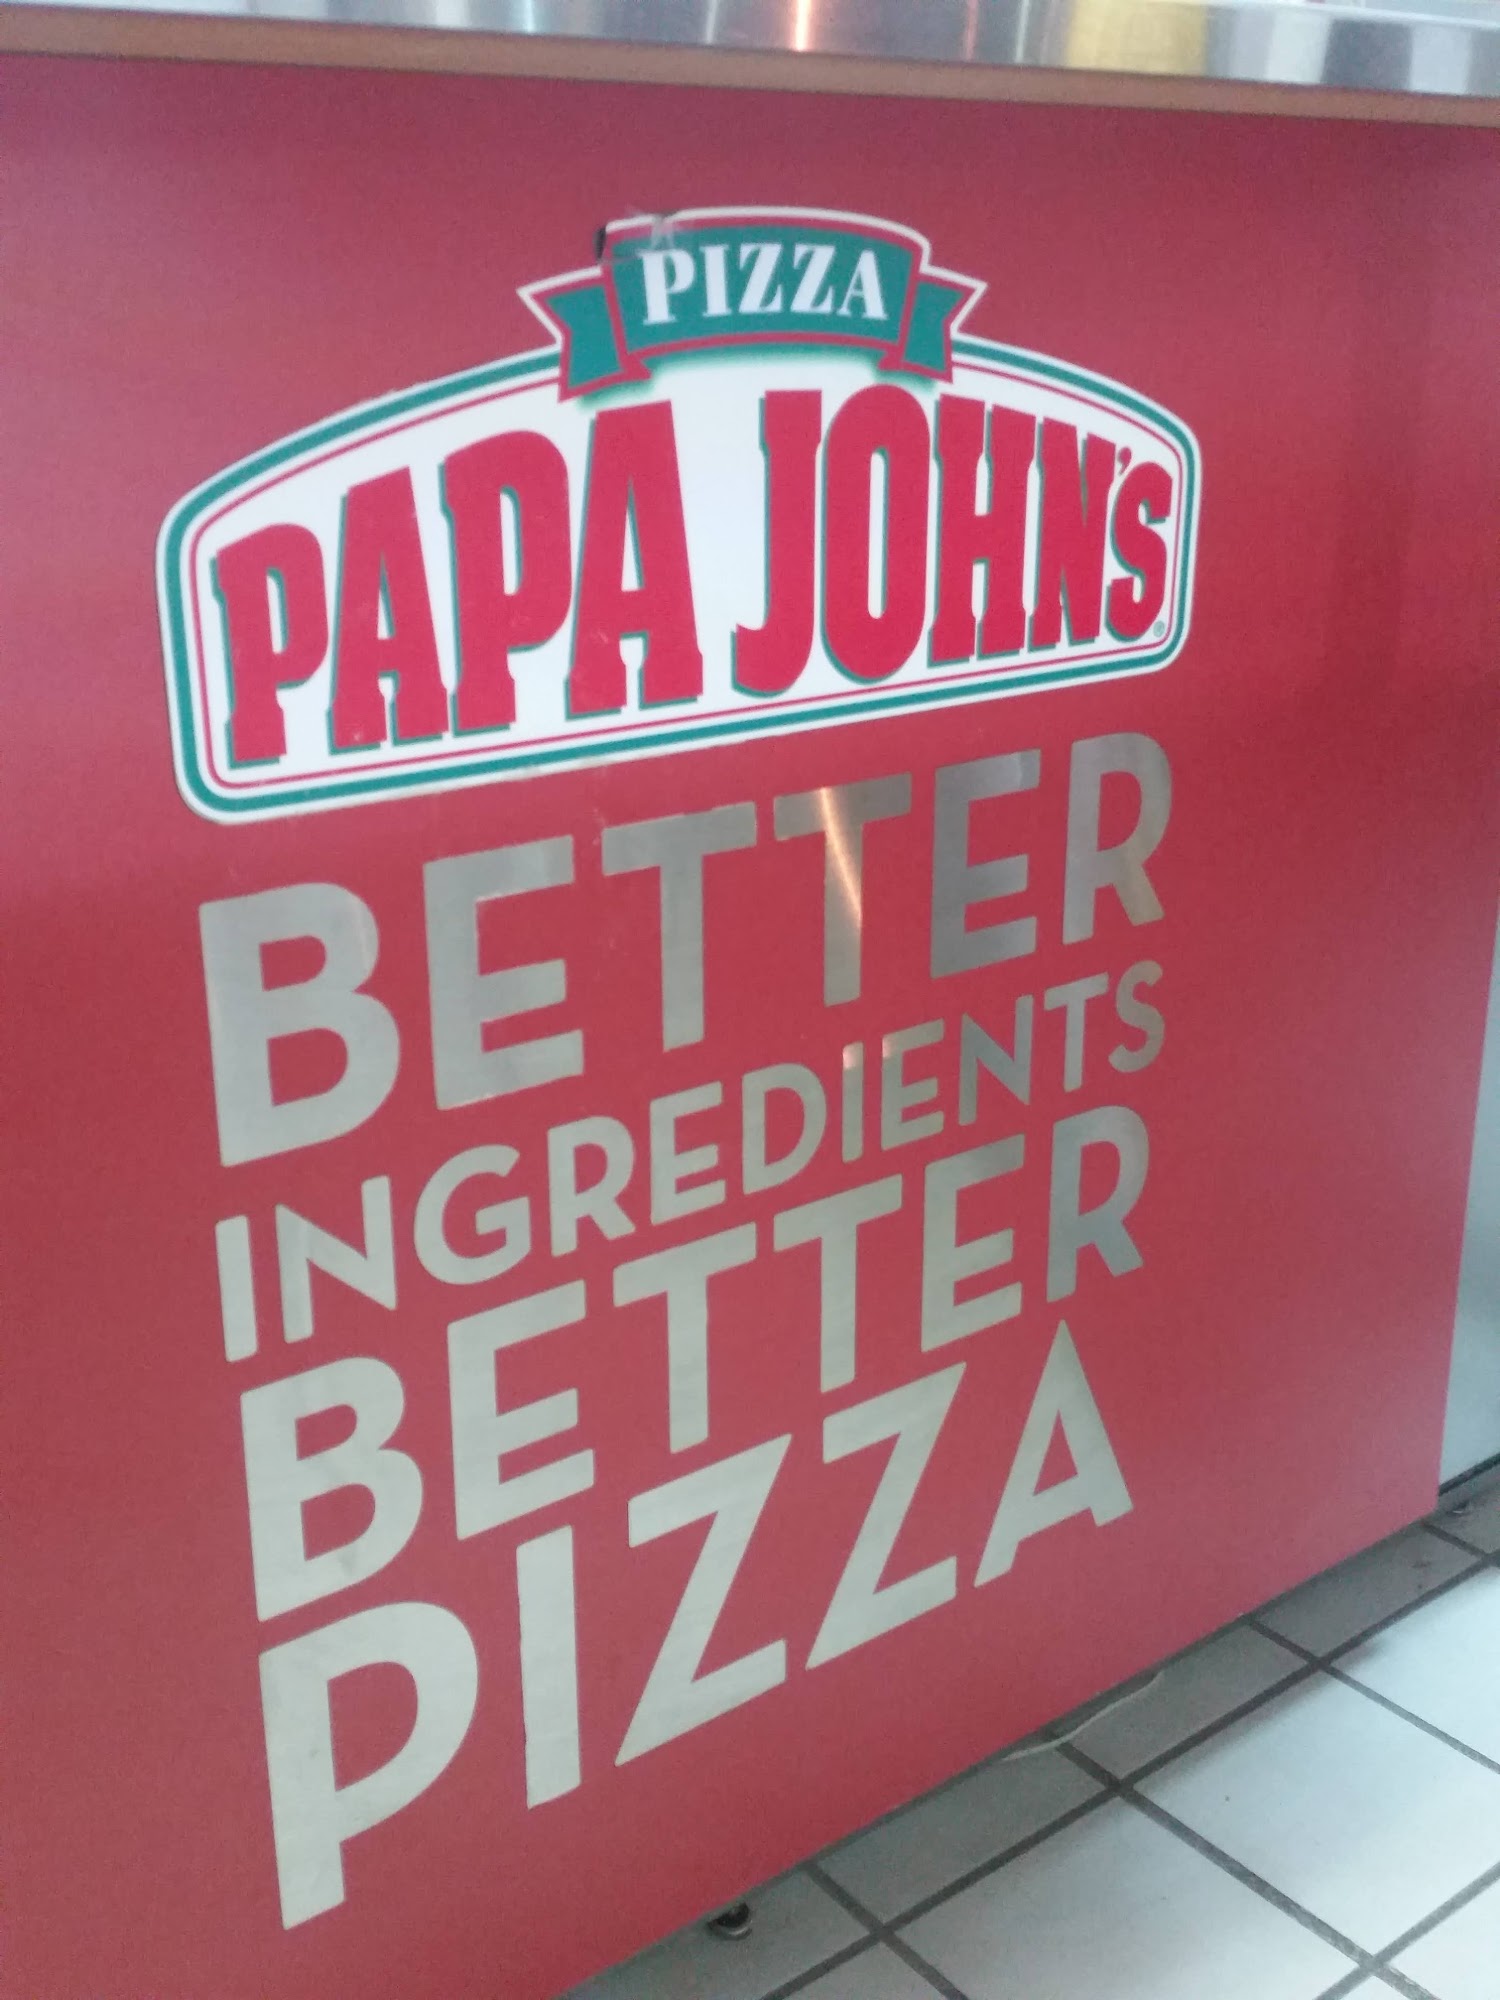 PIZZA
PAPA JOHN'S®
BETTER
INGREDIENTS
BETTER
PIZZA